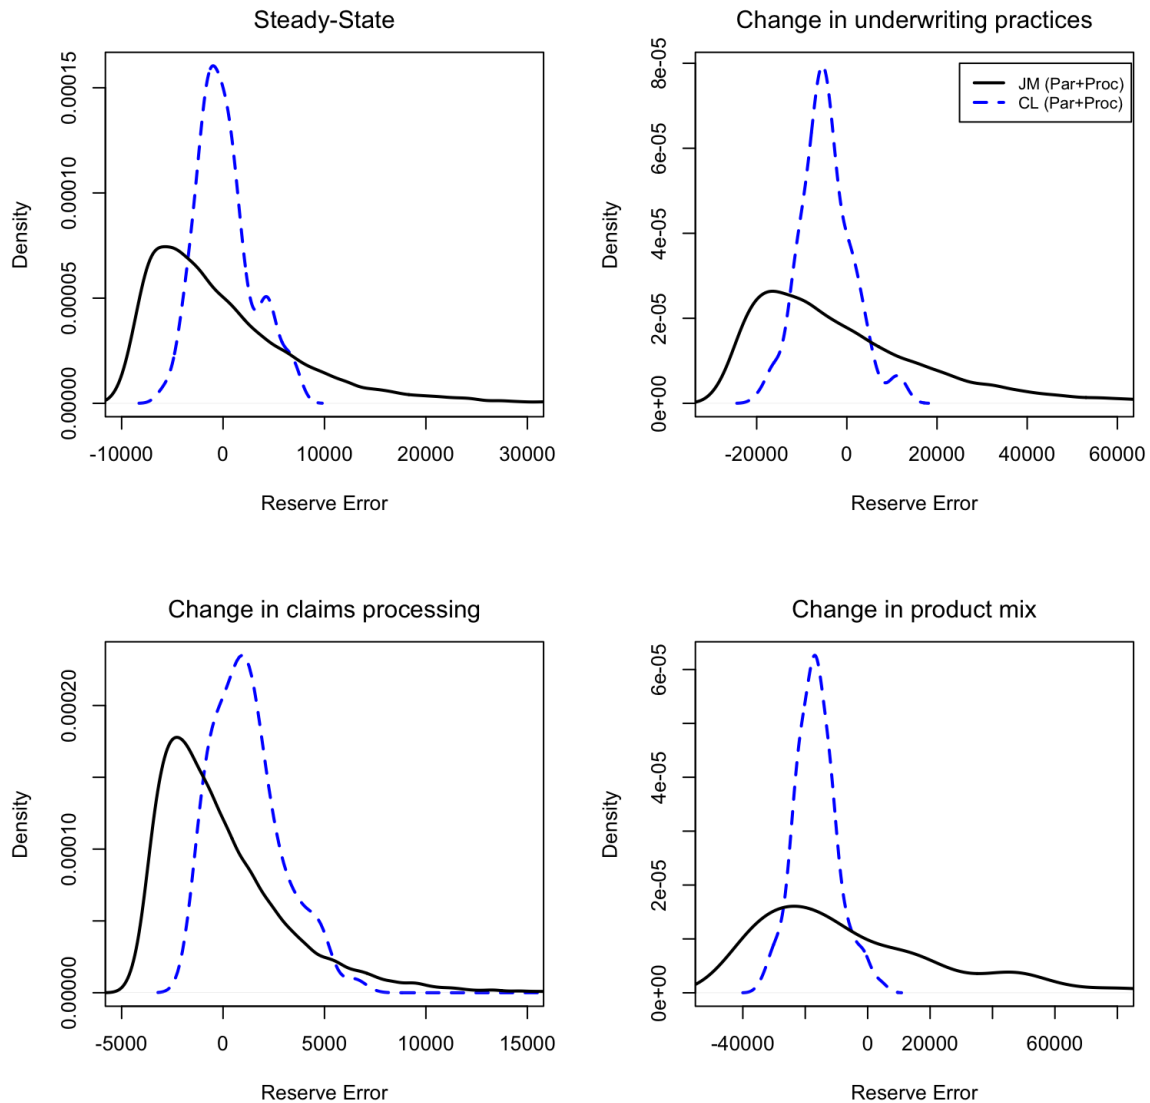 Steady-State
Density
0.00000
0.00005
0.00010
0.00015
-10000
0
10000
20000
30000
Reserve Error
Change in underwriting practices
JM (Par+Proc)
CL (Par+Proc)
Density
0e+00
2e-05
4e-05
6e-05
8e-05
-20000
0
20000
40000
60000
Reserve Error
Change in claims processing
Density
0.00000
0.00010
0.00020
-5000
0
5000
10000
15000
Reserve Error
Change in product mix
Density
0e+00
2e-05
4e-05
6e-05
-40000
0
20000
60000
Reserve Error